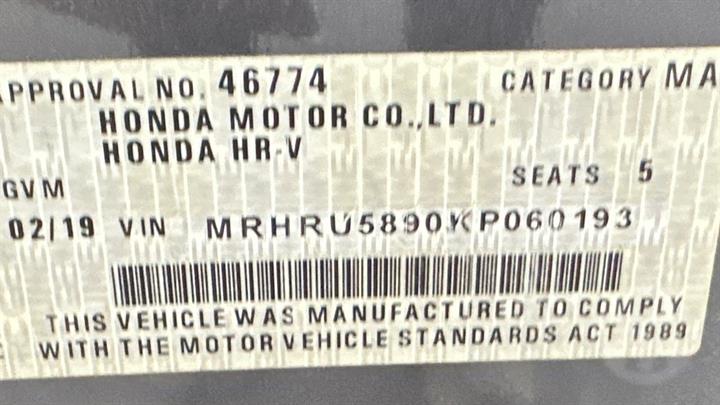 APPROVAL NO. 46774 CATEGORY MA
HONDA MOTOR CO.,LTD.
HONDA HR-V
GVM SEATS 5
02/19 VIN MRHRU5890KP060193
THIS VEHICLE WAS MANUFACTURED TO COMPLY
WITH THE MOTOR VEHICLE STANDARDS ACT 1989